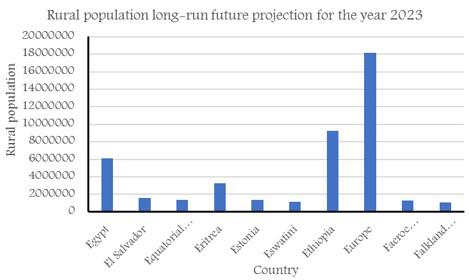 Rural population long-run future projection for the year 2023
20000000
18000000
16000000
14000000
12000000
10000000
8000000
6000000
4000000
2000000
0
Rural population
Egypt
El Salvador
Equatorial...
Eritrea
Estonia
Eswatini
Ethiopia
Europe
Faeroe...
Falkland...
Country